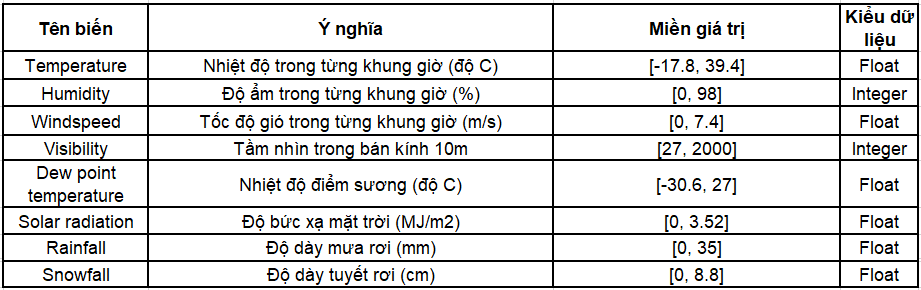 Tên biến Ý nghĩa Miền giá trị Kiểu dữ
liệu
Temperature Nhiệt độ trong từng khung giờ (độ C) [-17.8, 39.4] Float
Humidity Độ ẩm trong từng khung giờ (%) [0, 98] Integer
Windspeed Tốc độ gió trong từng khung giờ (m/s) [0, 7.4] Float
Visibility Tầm nhìn trong bán kính 10m [27, 2000] Integer
Dew point
temperature Nhiệt độ điểm sương (độ C) [-30.6, 27] Float
Solar radiation Độ bức xạ mặt trời (MJ/m2) [0, 3.52] Float
Rainfall Độ dày mưa rơi (mm) [0, 35] Float
Snowfall Độ dày tuyết rơi (cm) [0, 8.8] Float